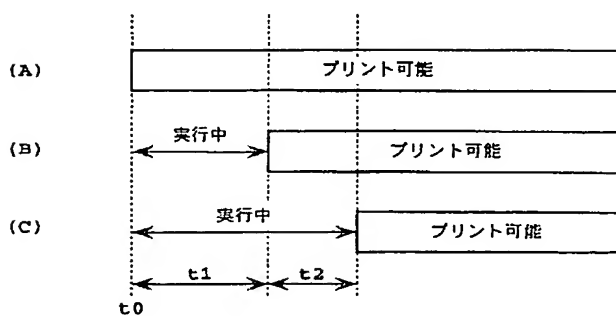 (A) プリント可能
(B) 実行中 プリント可能
(C) 実行中 プリント可能
t1 t2
t0